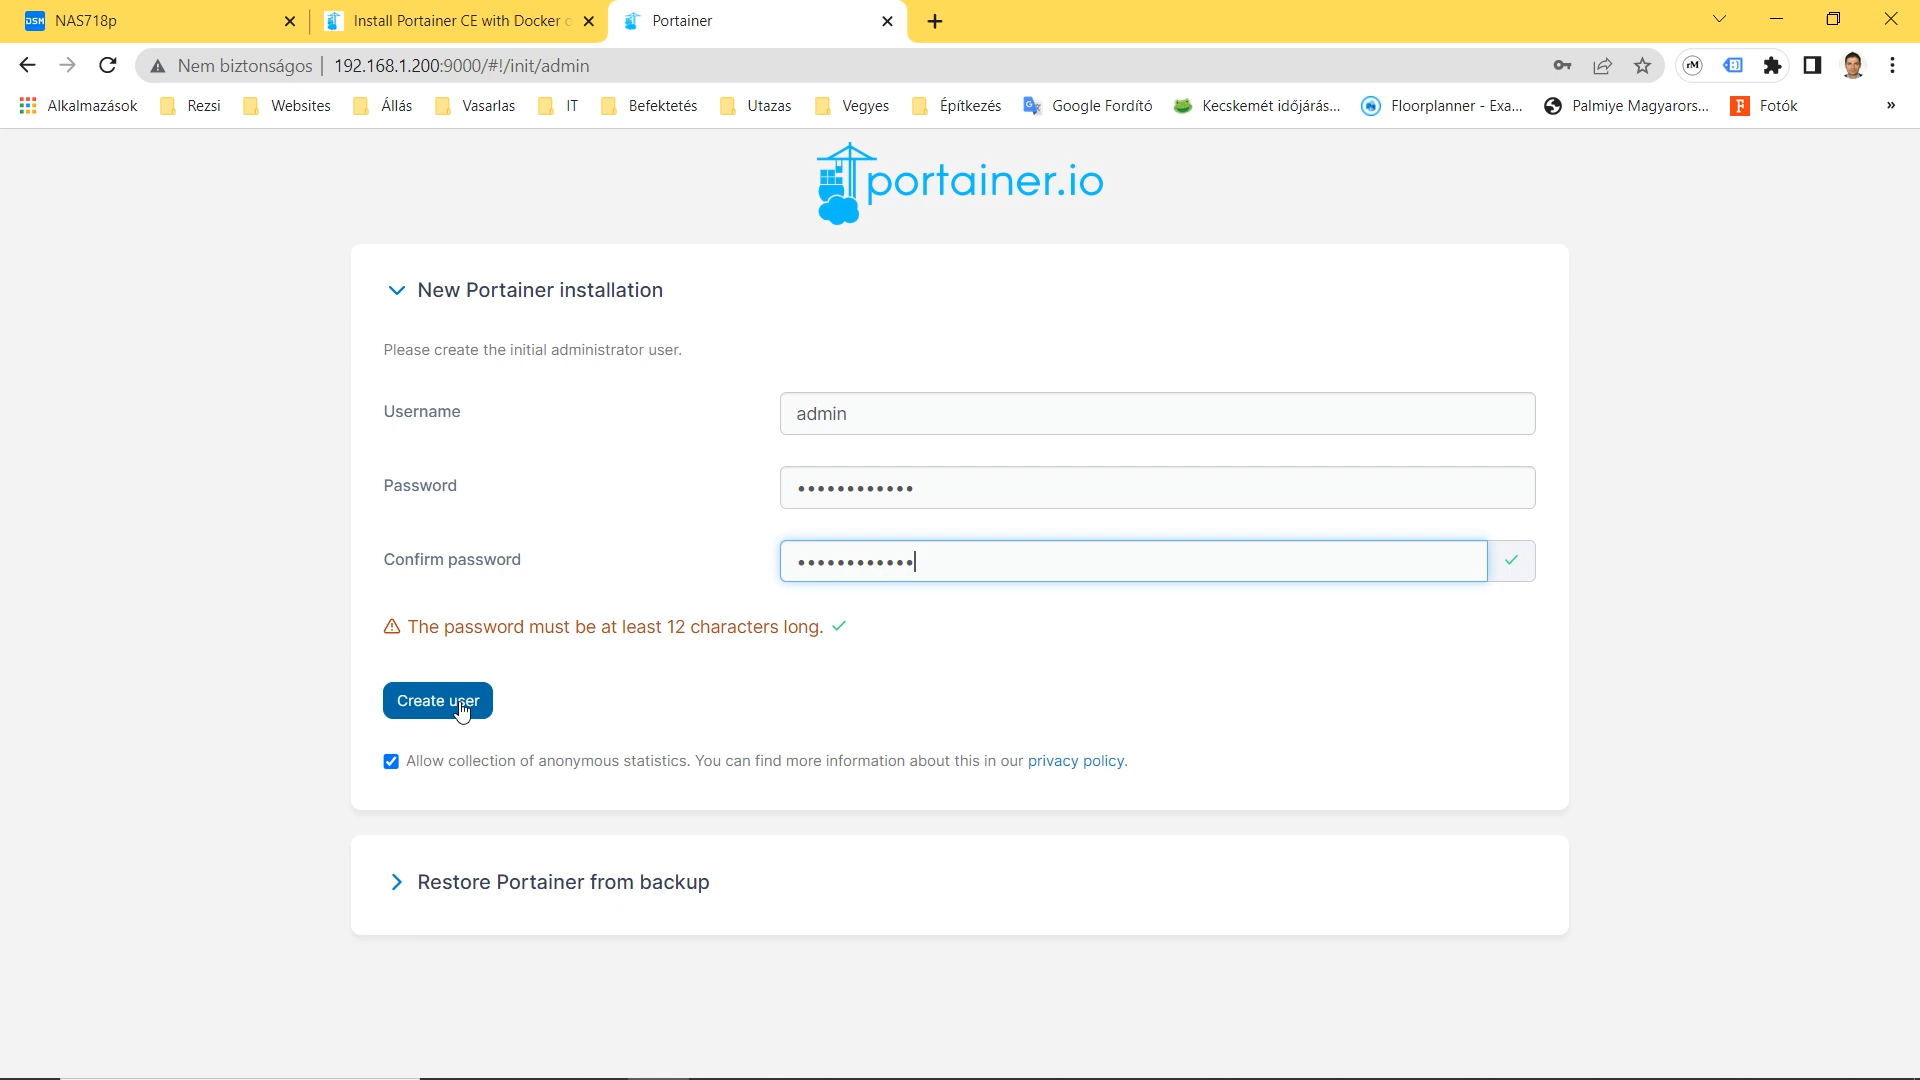 DSM NAS718p
Install Portainer CE with Docker
Portainer
Nem biztonságos | 192.168.1.200:9000/#!/init/admin
rM
Alkalmazások Rezsi Websites Állás Vasarlas IT Befektetés Utazas Vegyes Építkezés Google Fordító Kecskemét időjárás... Floorplanner - Exa... Palmiye Magyarors... F Fotók »
portainer.io
New Portainer installation
Please create the initial administrator user.
Username admin
Password ••••••••••••
Confirm password ••••••••••••
The password must be at least 12 characters long.
Create user
Allow collection of anonymous statistics. You can find more information about this in our privacy policy.
Restore Portainer from backup